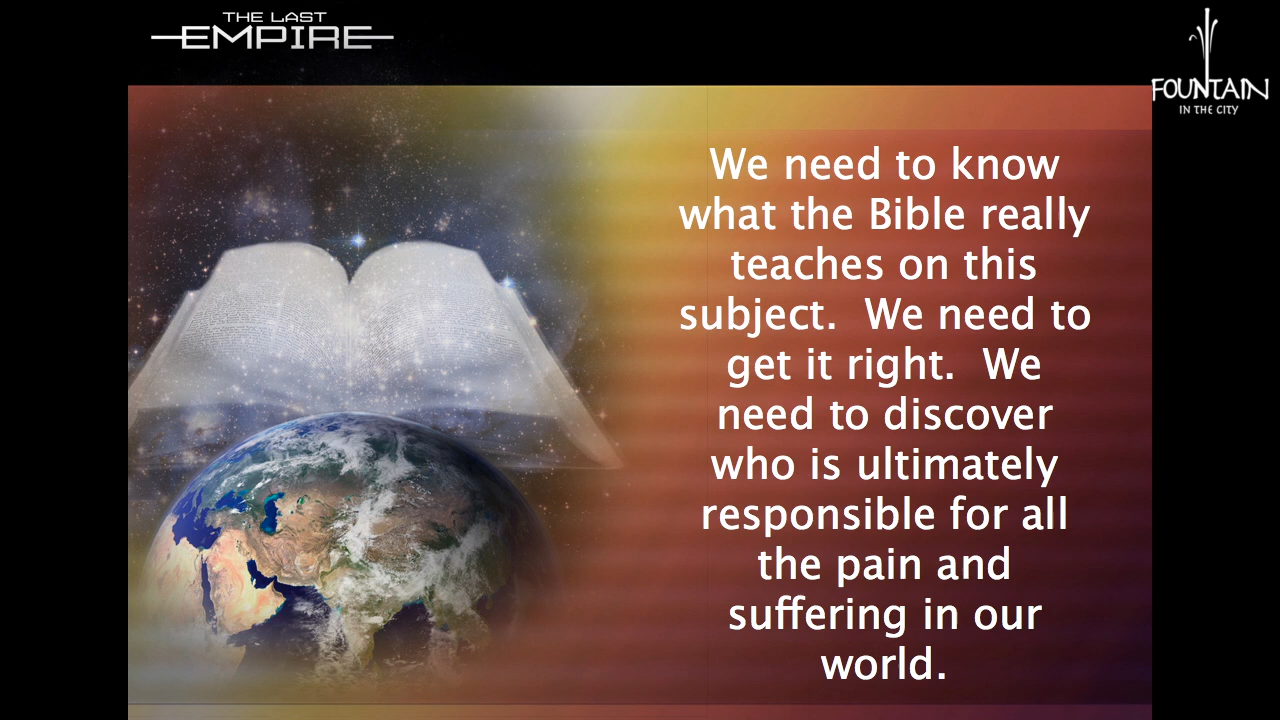 THE LAST
EMPIRE
FOUNTAIN
IN THE CITY
We need to know
what the Bible really
teaches on this
subject.  We need to
get it right.  We
need to discover
who is ultimately
responsible for all
the pain and
suffering in our
world.